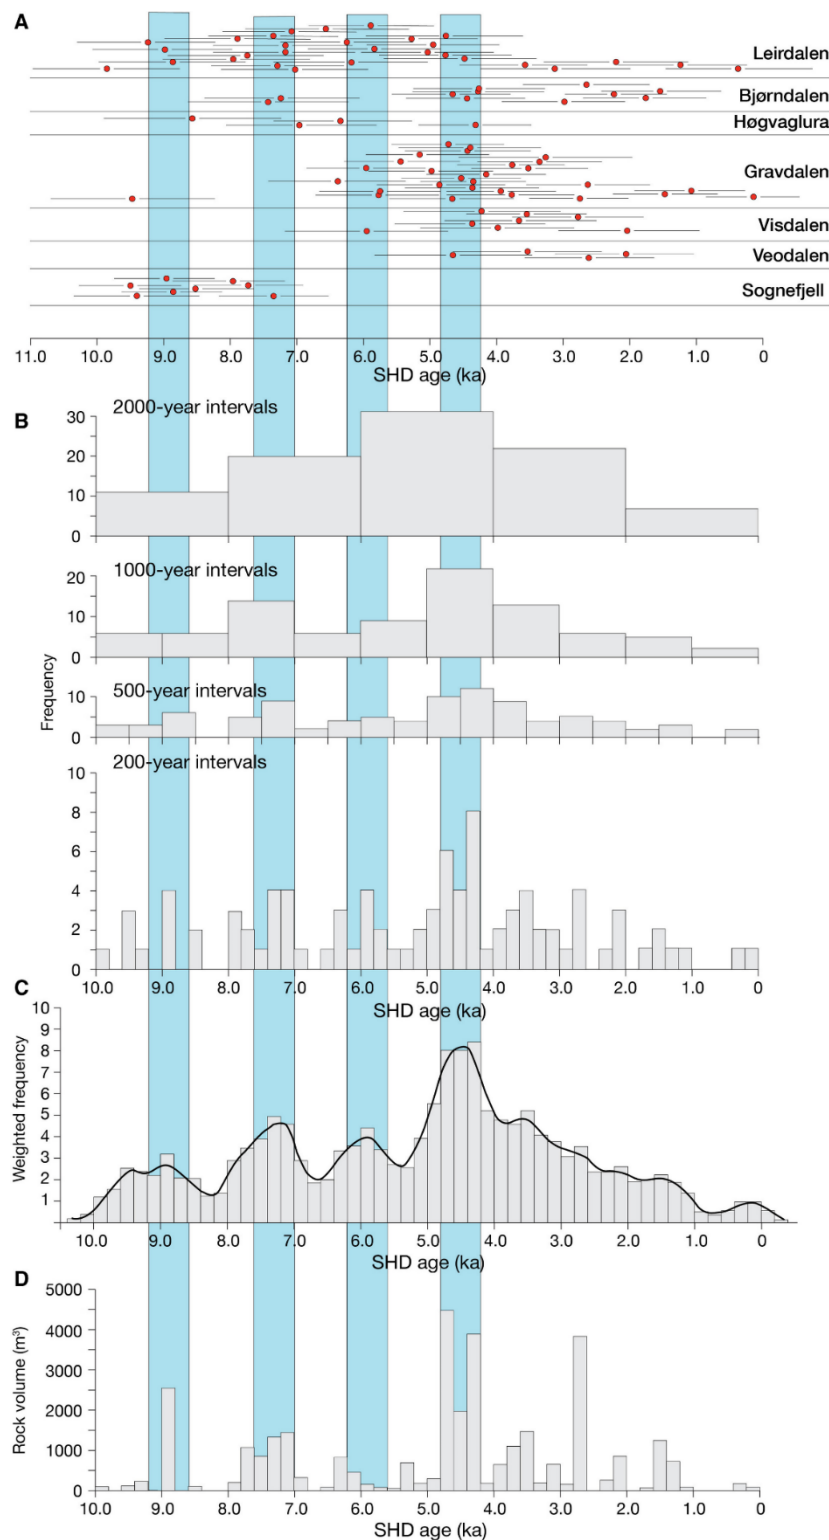 A
Leirdalen
Bjørndalen
Høgvaglura
Gravdalen
Visdalen
Veodalen
Sognefjell
11.0 10.0 9.0 8.0 7.0 6.0 5.0 4.0 3.0 2.0 1.0 0
SHD age (ka)
B
2000-year intervals
30
20
10
0
1000-year intervals
20
10
0
Frequency
500-year intervals
10
0
200-year intervals
10
8
6
4
2
0
10.0 9.0 8.0 7.0 6.0 5.0 4.0 3.0 2.0 1.0 0
SHD age (ka)
C
Weighted frequency
10
9
8
7
6
5
4
3
2
1
10.0 9.0 8.0 7.0 6.0 5.0 4.0 3.0 2.0 1.0 0
SHD age (ka)
D
Rock volume (m³)
5000
4000
3000
2000
1000
0
10.0 9.0 8.0 7.0 6.0 5.0 4.0 3.0 2.0 1.0 0
SHD age (ka)